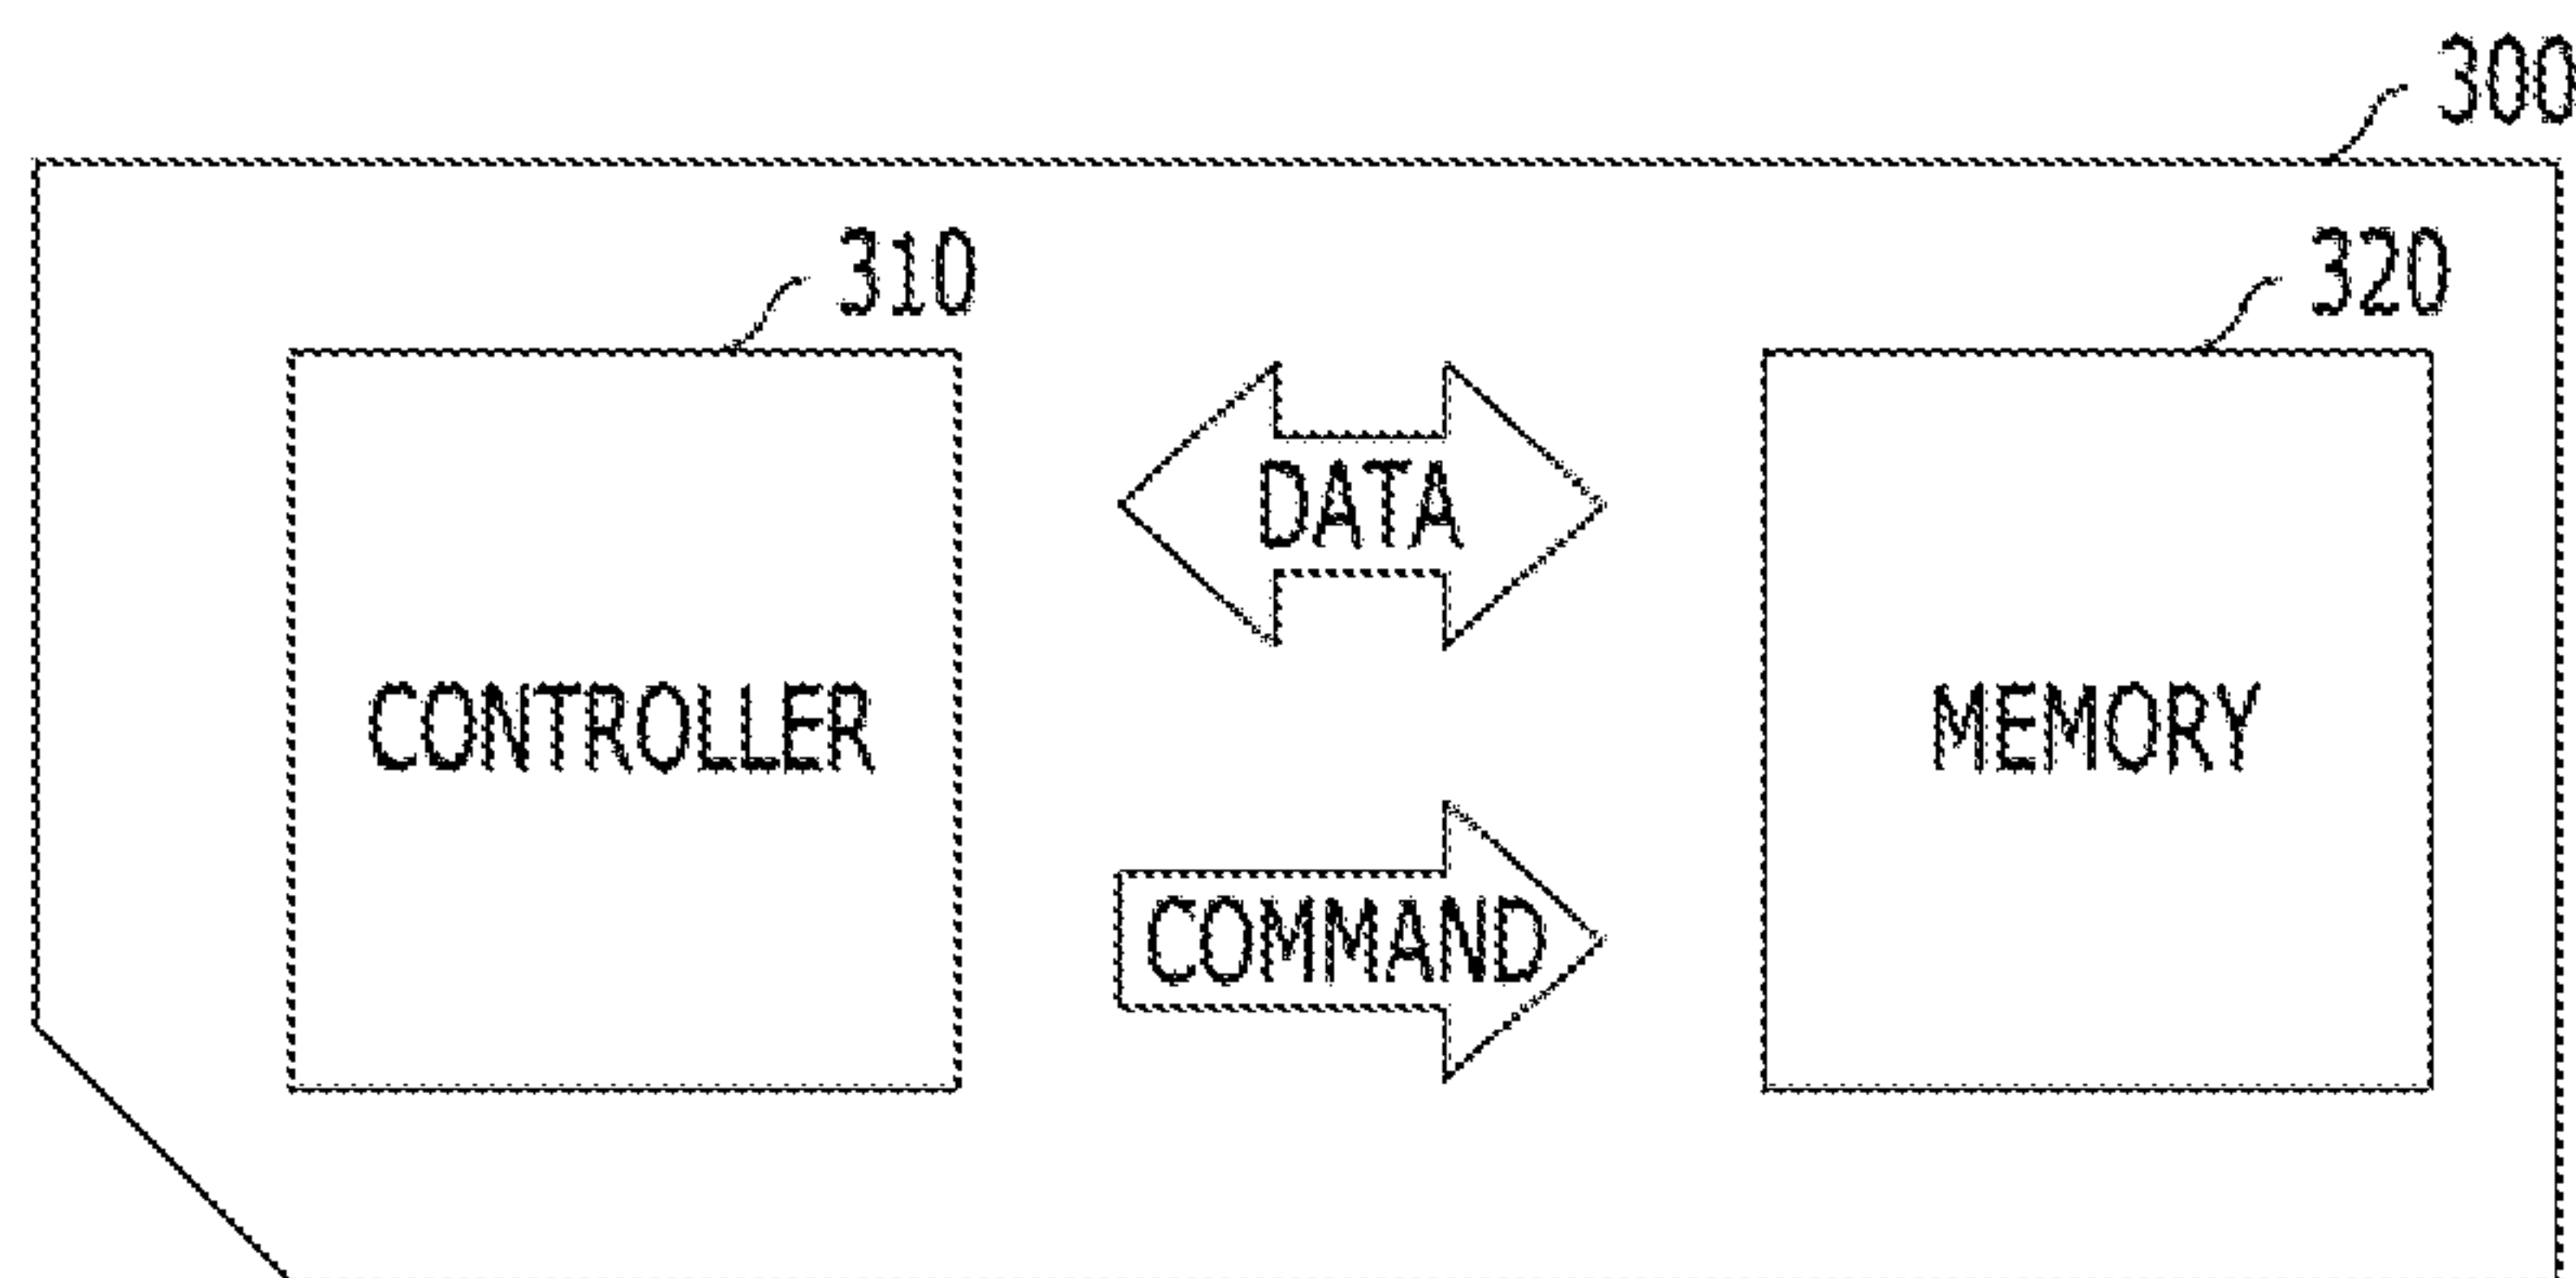 300
310
320
DATA
CONTROLLER
MEMORY
COMMAND